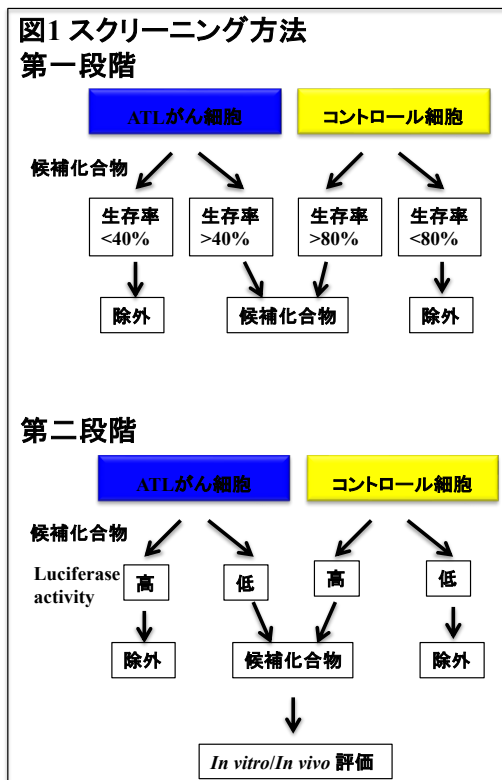 図1 スクリーニング方法
第一段階
ATLがん細胞 コントロール細胞
候補化合物
生存率 生存率 生存率 生存率
<40% >40% >80% <80%
除外 候補化合物 除外
第二段階
ATLがん細胞 コントロール細胞
候補化合物
Luciferase
activity
高 低 高 低
除外 候補化合物 除外
In vitro/In vivo 評価